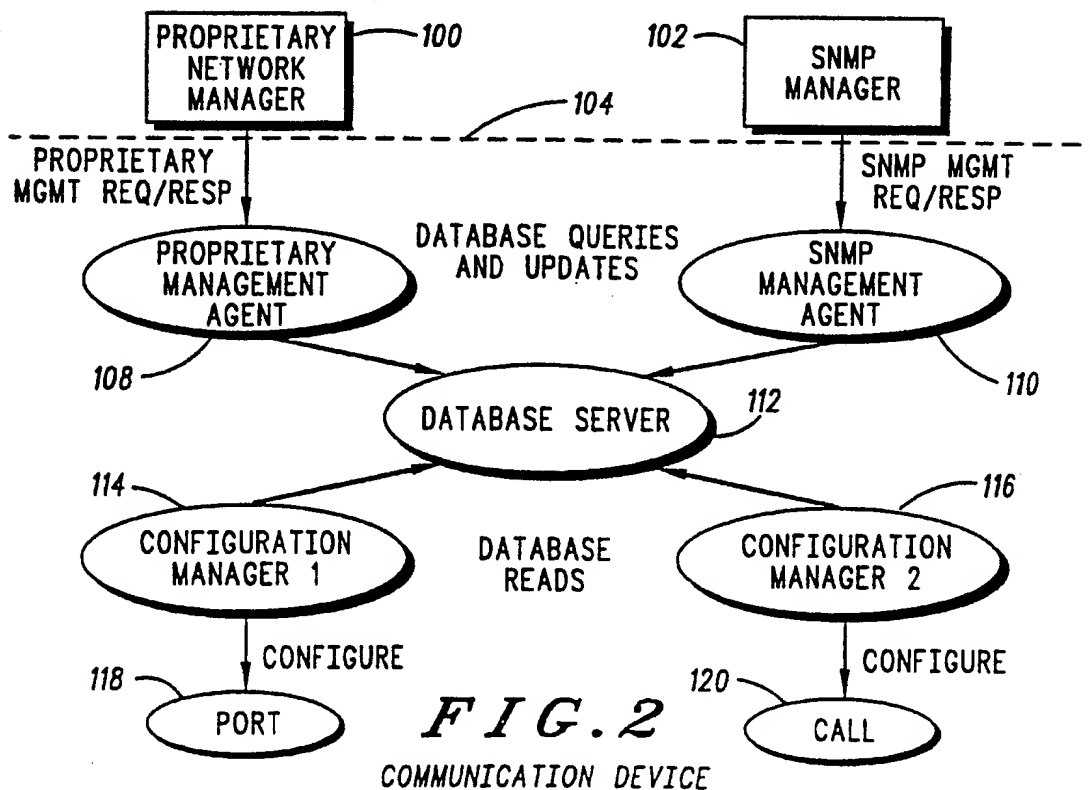 PROPRIETARY
NETWORK
MANAGER
100
102
SNMP
MANAGER
104
PROPRIETARY
MGMT REQ/RESP
SNMP MGMT
REQ/RESP
PROPRIETARY
MANAGEMENT
AGENT
DATABASE QUERIES
AND UPDATES
SNMP
MANAGEMENT
AGENT
108
110
DATABASE SERVER
112
114
116
CONFIGURATION
MANAGER 1
DATABASE
READS
CONFIGURATION
MANAGER 2
CONFIGURE
CONFIGURE
118
120
PORT
CALL
FIG.2
COMMUNICATION DEVICE